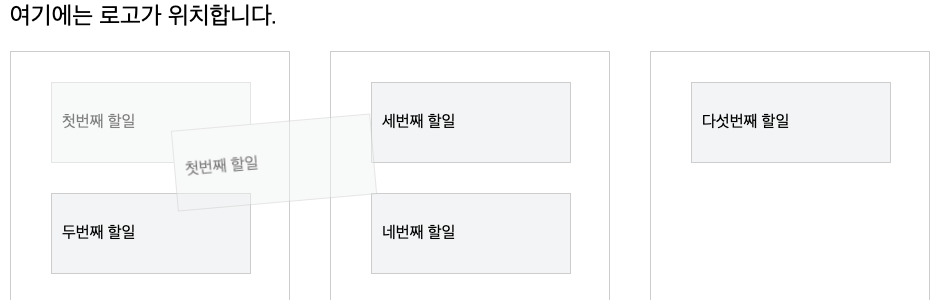 여기에는 로고가 위치합니다.
첫번째 할일
첫번째 할일
두번째 할일
세번째 할일
네번째 할일
다섯번째 할일